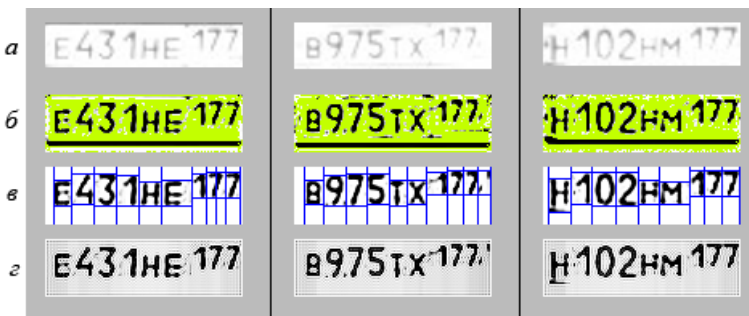 а Е431НЕ 177 В975ТХ 177 Н102НМ 177
б Е431НЕ 177 В975ТХ 177 Н102НМ 177
в Е431НЕ 177 В975ТХ 177 Н102НМ 177
г Е431НЕ 177 В975ТХ 177 Н102НМ 177